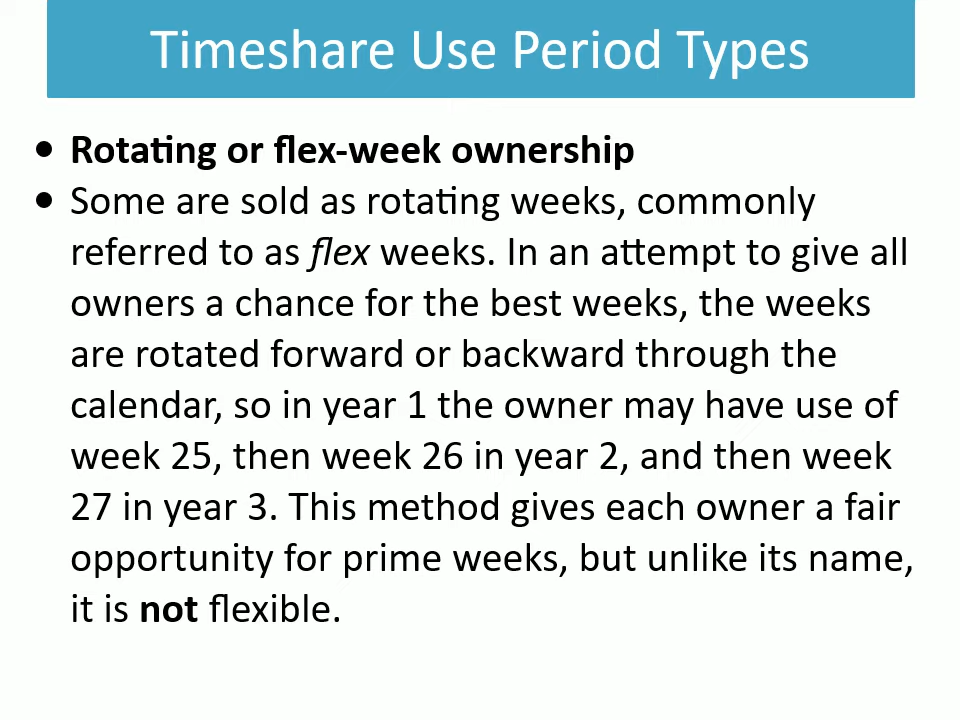 Timeshare Use Period Types
• Rotating or flex-week ownership
• Some are sold as rotating weeks, commonly
referred to as flex weeks. In an attempt to give all
owners a chance for the best weeks, the weeks
are rotated forward or backward through the
calendar, so in year 1 the owner may have use of
week 25, then week 26 in year 2, and then week
27 in year 3. This method gives each owner a fair
opportunity for prime weeks, but unlike its name,
it is not flexible.